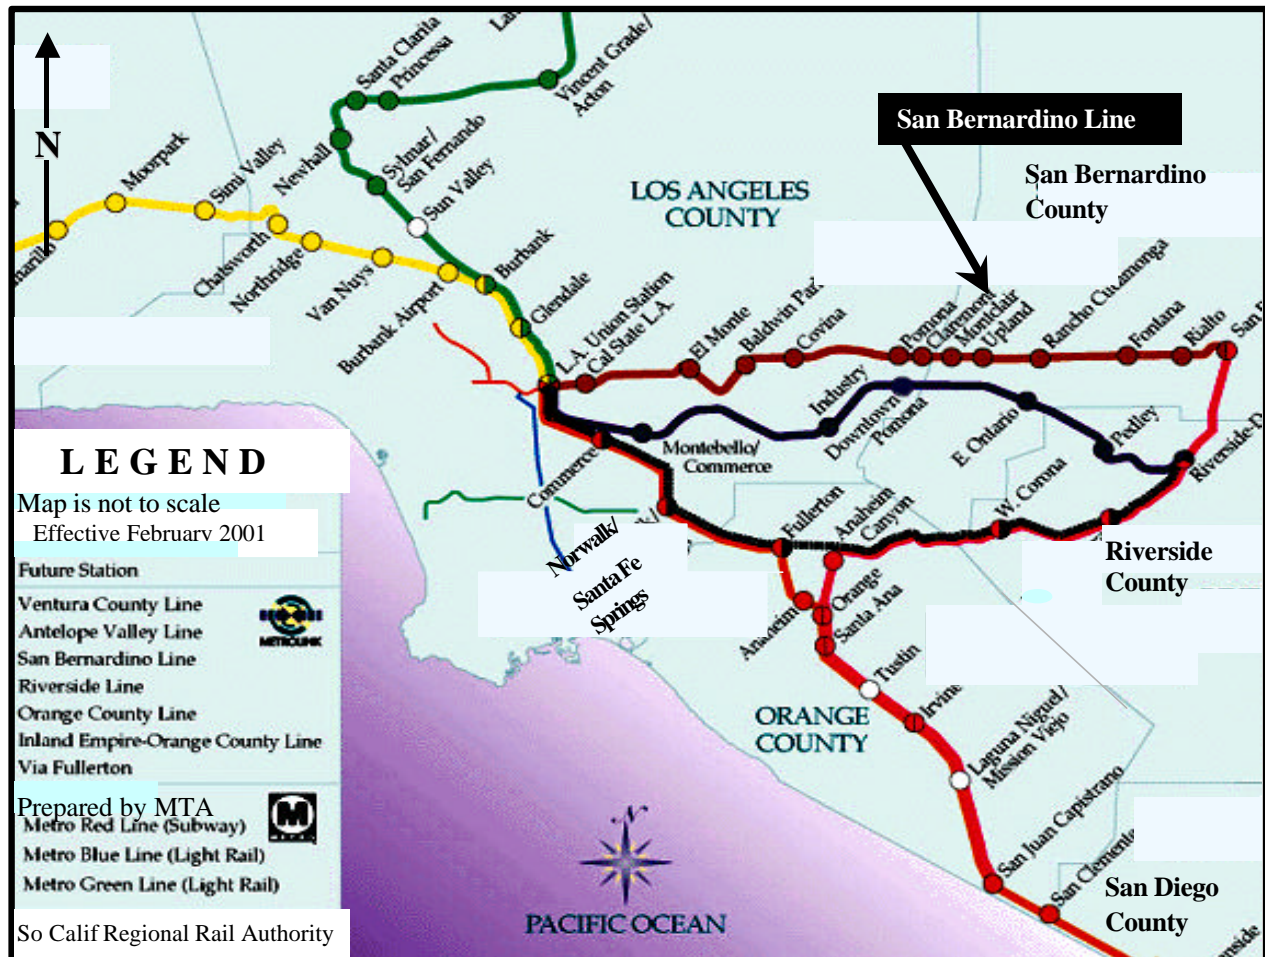 Santa Clarita
Princessa
Vincent Grade/
Acton
San Bernardino Line
N
Moorpark
Simi Valley
Newhall
Sylmar/
San Fernando
Sun Valley
LOS ANGELES
COUNTY
San Bernardino
County
Chatsworth
Northridge
Van Nuys
Burbank Airport
Burbank
Glendale
L.A. Union Station
Cal State L.A.
El Monte
Baldwin Park
Covina
Pomona
Claremont
Montclair
Upland
Rancho Cucamonga
Fontana
Rialto
Industry
Downtown
Pomona
E. Ontario
Pedley
Riverside-D
Montebello/
Commerce
Commerce
W. Corona
Fullerton
Anaheim
Canyon
Norwalk/
Santa Fe
Springs
Riverside
County
Anaheim
Orange
Santa Ana
Tustin
Irvine
ORANGE
COUNTY
Laguna Niguel/
Mission Viejo
San Juan Capistrano
San Clemente
San Diego
County
N
PACIFIC OCEAN
LEGEND
Map is not to scale
Effective February 2001
Future Station
Ventura County Line
Antelope Valley Line
San Bernardino Line
Riverside Line
Orange County Line
Inland Empire-Orange County Line
Via Fullerton
METROLINK
Prepared by MTA
Metro Red Line (Subway)
Metro Blue Line (Light Rail)
Metro Green Line (Light Rail)
M
So Calif Regional Rail Authority